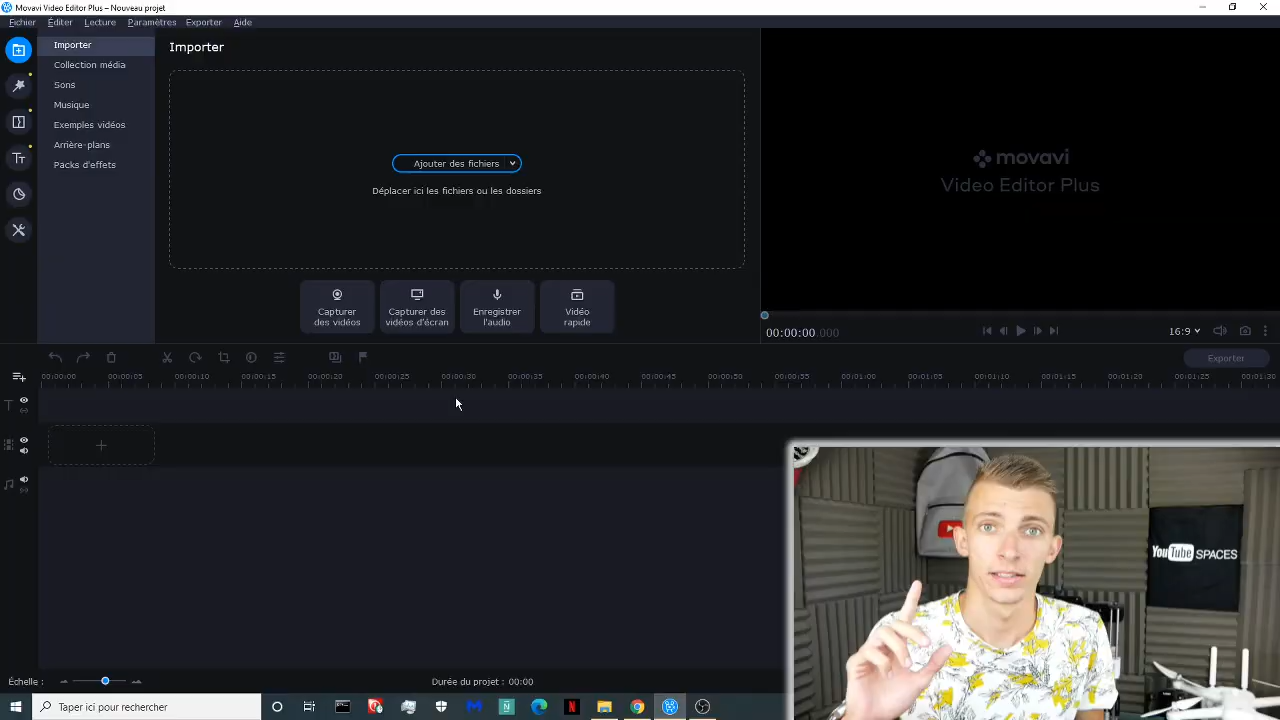 Movavi Video Editor Plus – Nouveau projet
Fichier Éditer Lecture Paramètres Exporter Aide
Importer
Collection média
Sons
Musique
Exemples vidéos
Arrière-plans
Packs d'effets
Importer
Ajouter des fichiers
Déplacer ici les fichiers ou les dossiers
Capturer
des vidéos
Capturer des
vidéos d'écran
Enregistrer
l'audio
Vidéo
rapide
movavi
Video Editor Plus
00:00:00.000
16:9
Exporter
00:00:00 00:00:05 00:00:10 00:00:15 00:00:20 00:00:25 00:00:30 00:00:35 00:00:40 00:00:45 00:00:50 00:00:55 00:01:00 00:01:05 00:01:10 00:01:15 00:01:20 00:01:25 00:01:30
YouTube SPACES
Échelle :
Durée du projet : 00:00
Taper ici pour rechercher